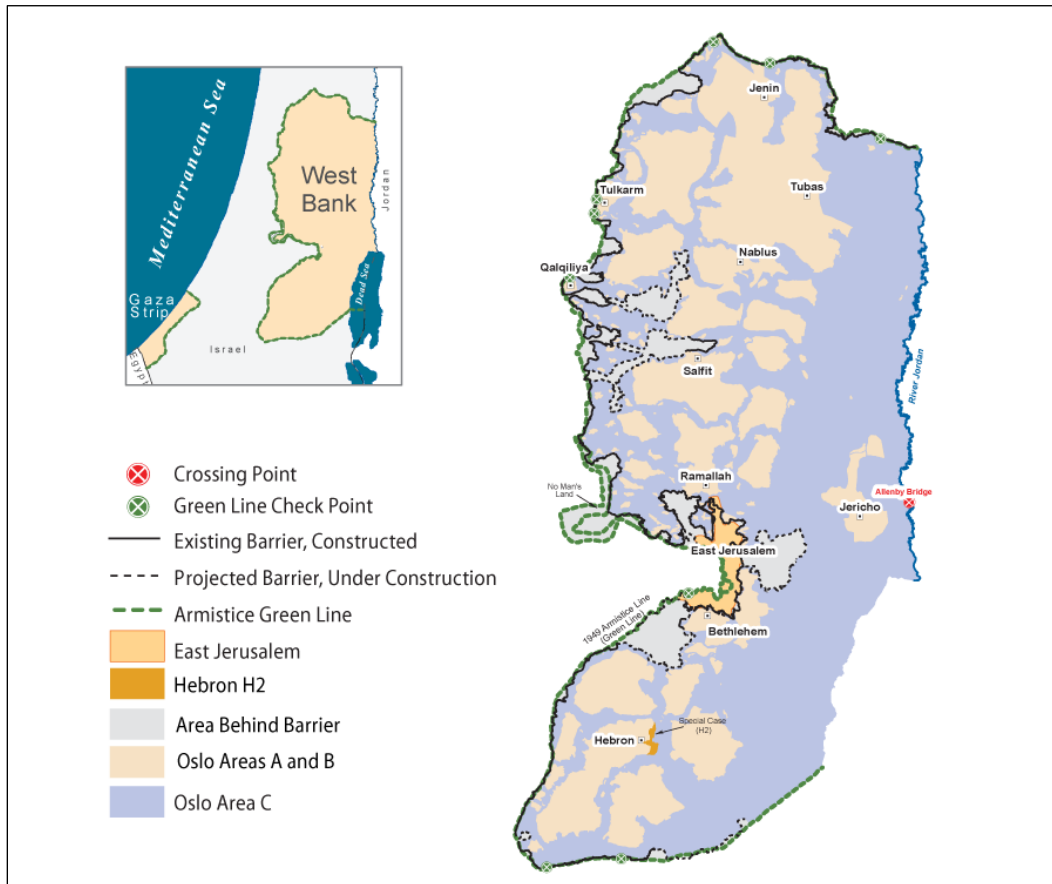 Mediterranean Sea
West
Bank
Jordan
Dead Sea
Gaza
Strip
Israel
Egypt
Crossing Point
Green Line Check Point
Existing Barrier, Constructed
Projected Barrier, Under Construction
Armistice Green Line
East Jerusalem
Hebron H2
Area Behind Barrier
Oslo Areas A and B
Oslo Area C
Jenin
Tulkarm
Tubas
Nablus
Qalqiliya
Salfit
River Jordan
Ramallah
No Man's
Land
Allenby Bridge
Jericho
East Jerusalem
1949 Armistice Line
(Green Line)
Bethlehem
Special Case
(H2)
Hebron